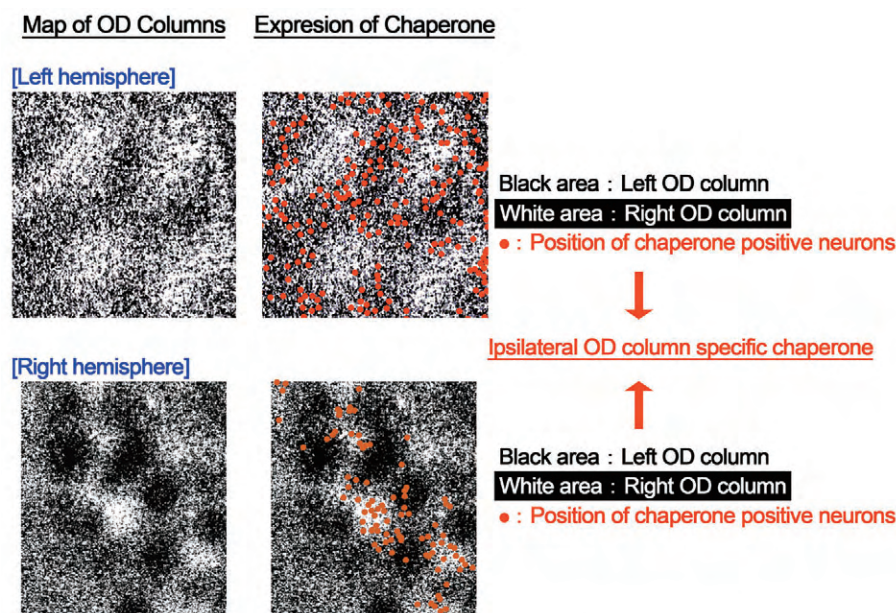 Map of OD Columns
Expresion of Chaperone
[Left hemisphere]
Black area : Left OD column
White area : Right OD column
● : Position of chaperone positive neurons
Ipsilateral OD column specific chaperone
[Right hemisphere]
Black area : Left OD column
White area : Right OD column
● : Position of chaperone positive neurons